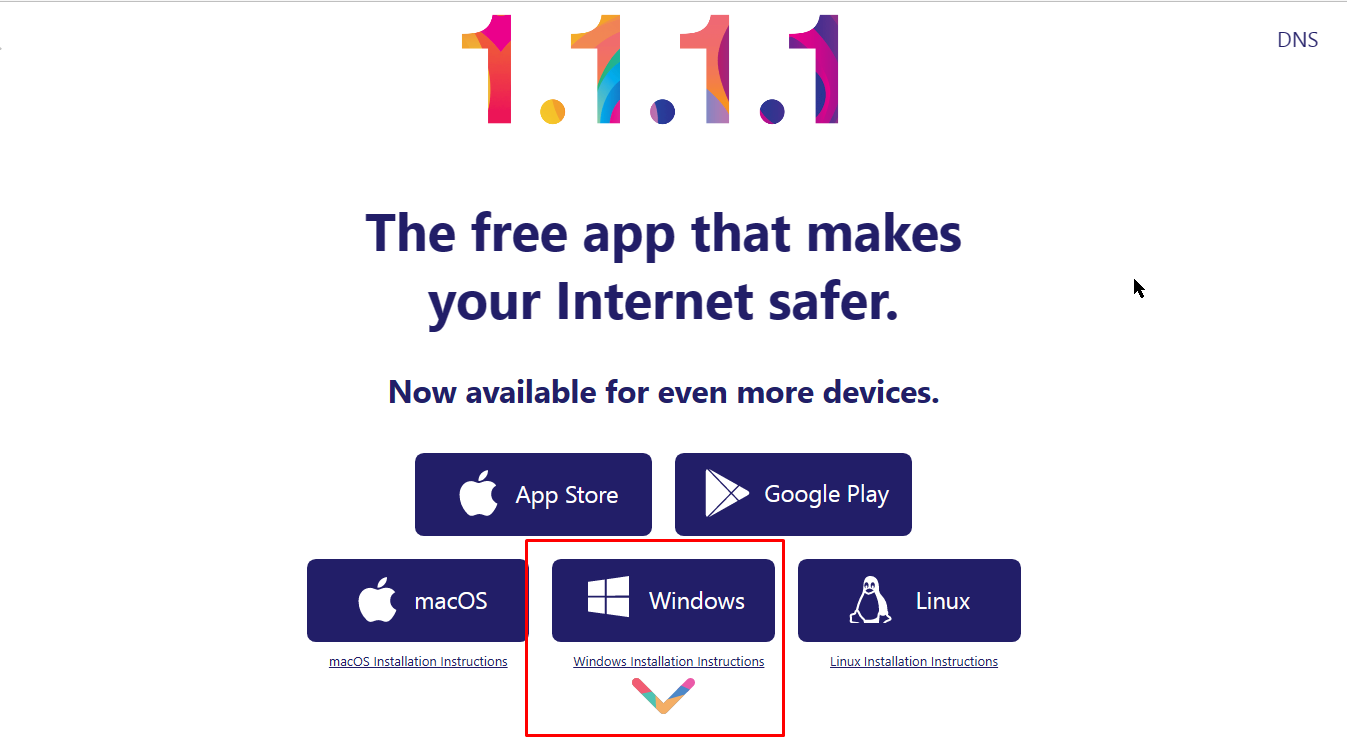 1.1.1.1
DNS
The free app that makes
your Internet safer.
Now available for even more devices.
App Store
Google Play
macOS
Windows
Linux
macOS Installation Instructions
Windows Installation Instructions
Linux Installation Instructions